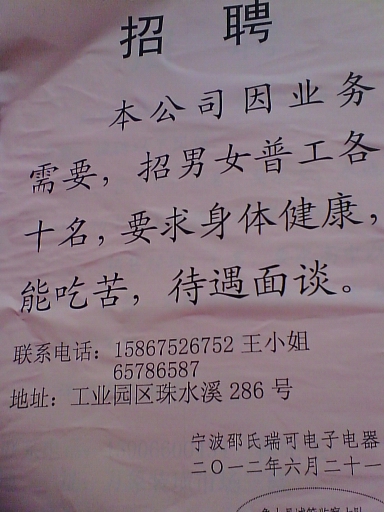 招 聘
本公司因业务
需要，招男女普工各
十名，要求身体健康，
能吃苦，待遇面谈。
联系电话：15867526752 王小姐
65786587
地址：工业园区珠水溪 286 号
宁波邵氏瑞可电子电器
二〇一二年六月二十一